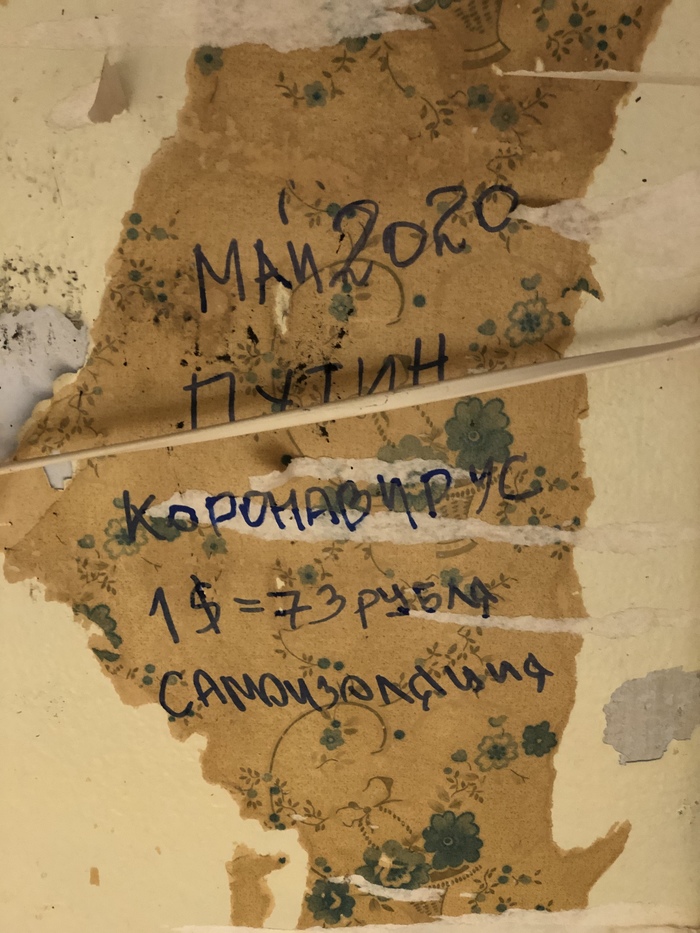 МАЙ 2020
ПУТИН
КОРОНАВИРУС
1$=73 РУБЛЯ
САМОИЗОЛЯЦИЯ